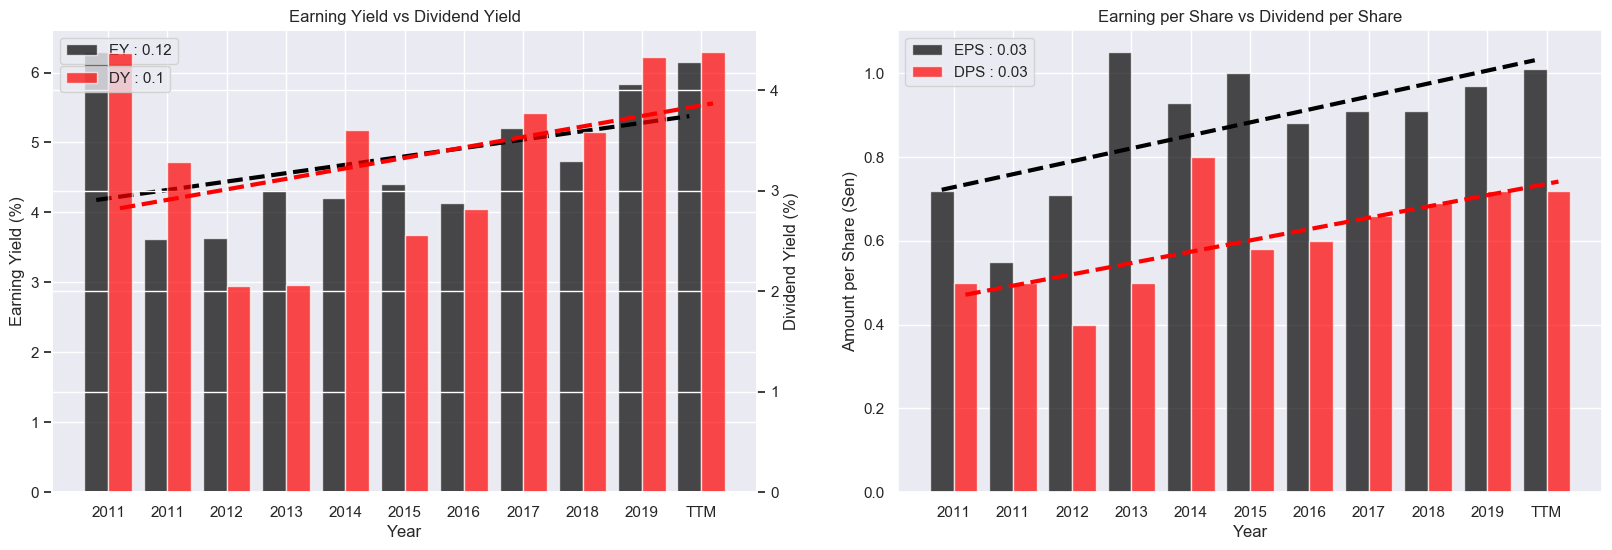 Earning Yield vs Dividend Yield
EY : 0.12
DY : 0.1
Earning Yield (%)
6
5
4
3
2
1
0
4
3
2
1
0
Dividend Yield (%)
2011 2011 2012 2013 2014 2015 2016 2017 2018 2019 TTM
Year
Earning per Share vs Dividend per Share
EPS : 0.03
DPS : 0.03
Amount per Share (Sen)
1.0
0.8
0.6
0.4
0.2
0.0
2011 2011 2012 2013 2014 2015 2016 2017 2018 2019 TTM
Year